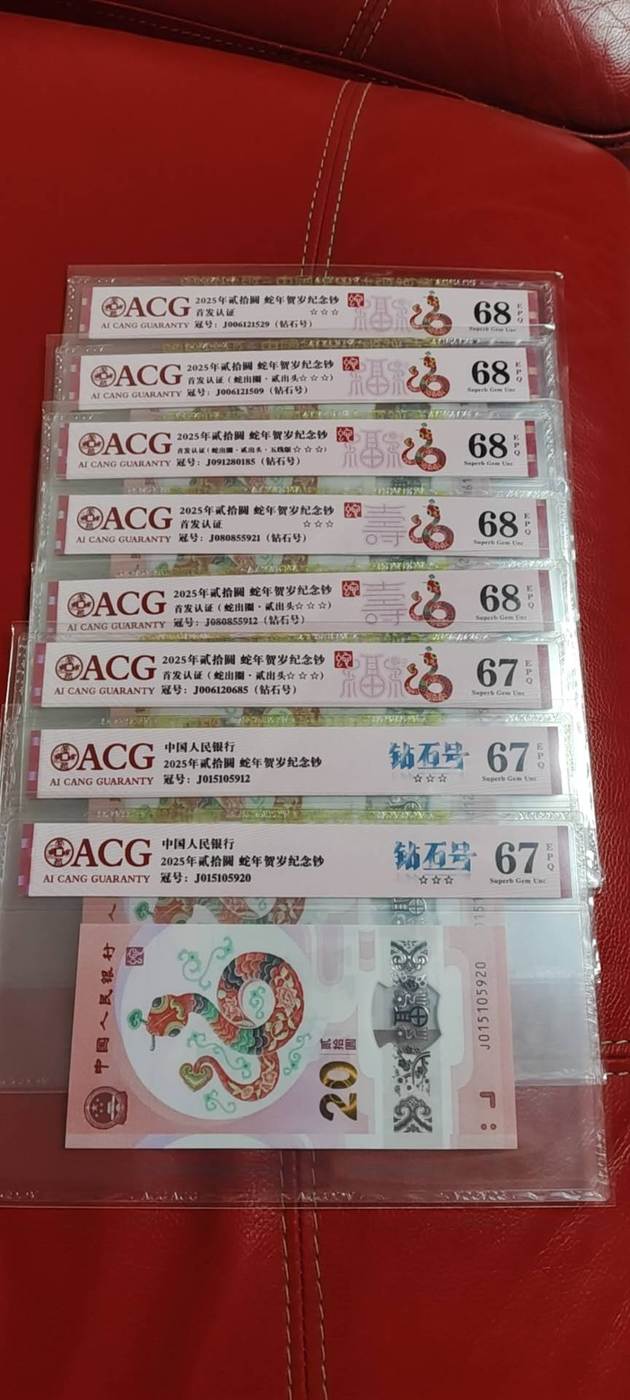 ACG
AI CANG GUARANTY
2025年贰拾圆 蛇年贺岁纪念钞
首发认证 ☆☆☆
冠号：J006121529（钻石号）
68
EPQ
Superb Gem Unc
ACG
AI CANG GUARANTY
2025年贰拾圆 蛇年贺岁纪念钞
首发认证（蛇出圈·贰出头☆☆☆）
冠号：J006121509（钻石号）
68
EPQ
Superb Gem Unc
ACG
AI CANG GUARANTY
2025年贰拾圆 蛇年贺岁纪念钞
首发认证（蛇出圈·贰出头·五线版☆☆☆）
冠号：J091280185（钻石号）
68
EPQ
Superb Gem Unc
ACG
AI CANG GUARANTY
2025年贰拾圆 蛇年贺岁纪念钞
首发认证 ☆☆☆
冠号：J080855921（钻石号）
壽
68
EPQ
Superb Gem Unc
ACG
AI CANG GUARANTY
2025年贰拾圆 蛇年贺岁纪念钞
首发认证（蛇出圈·贰出头☆☆☆）
冠号：J080855912（钻石号）
壽
68
EPQ
Superb Gem Unc
ACG
AI CANG GUARANTY
2025年贰拾圆 蛇年贺岁纪念钞
首发认证（蛇出圈·贰出头☆☆☆）
冠号：J006120685（钻石号）
67
EPQ
Superb Gem Unc
ACG
AI CANG GUARANTY
中国人民银行
2025年贰拾圆 蛇年贺岁纪念钞
冠号：J015105912
钻石号
☆☆☆
67
EPQ
Superb Gem Unc
ACG
AI CANG GUARANTY
中国人民银行
2025年贰拾圆 蛇年贺岁纪念钞
冠号：J015105920
钻石号
☆☆☆
67
EPQ
Superb Gem Unc
中国人民银行
贰拾圆
20
J015105920